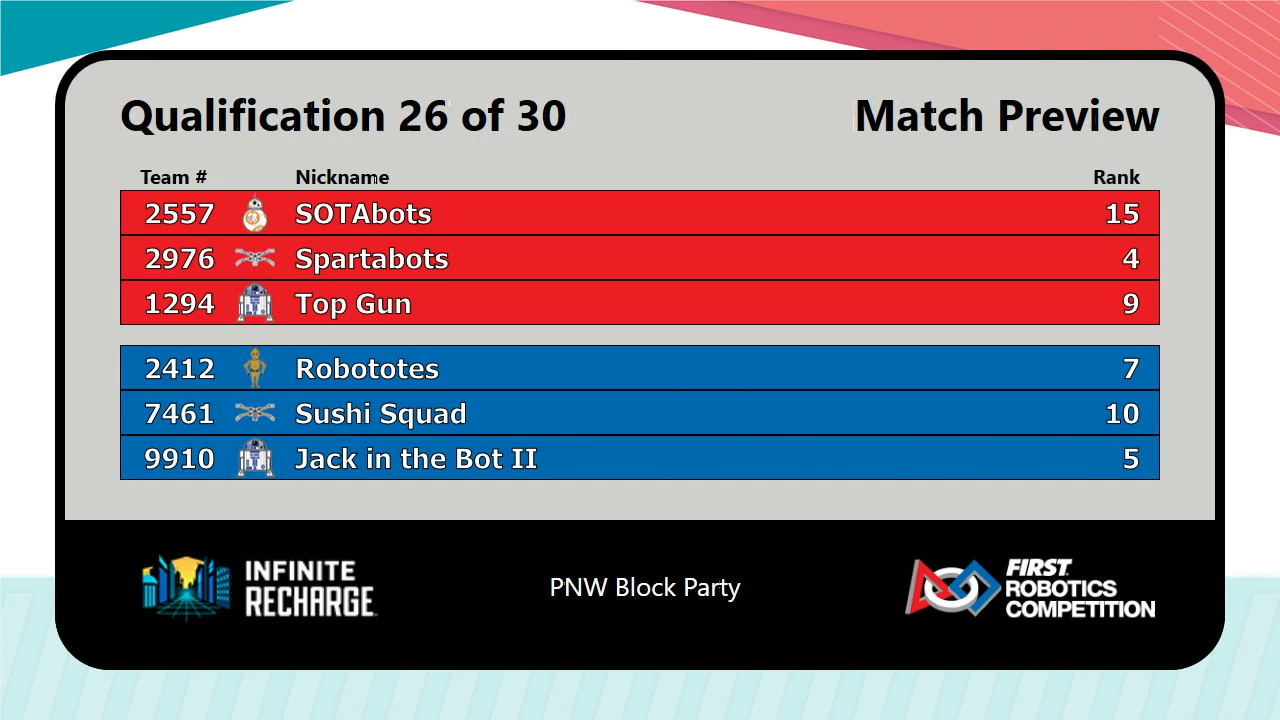 Qualification 26 of 30 Match Preview
Team # Nickname Rank
2557 SOTAbots 15
2976 Spartabots 4
1294 Top Gun 9
2412 Robototes 7
7461 Sushi Squad 10
9910 Jack in the Bot II 5
INFINITE
RECHARGE
PNW Block Party
FIRST
ROBOTICS
COMPETITION